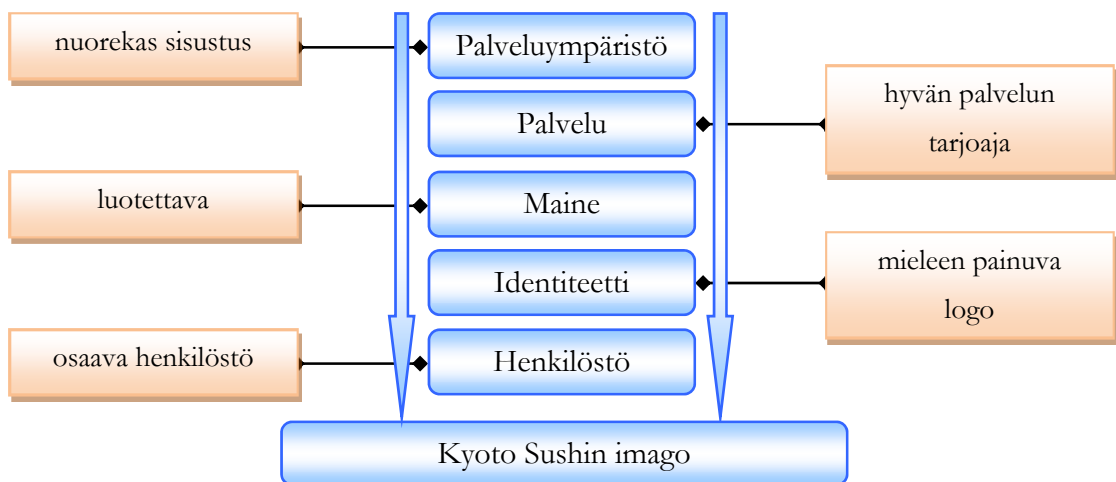 nuorekas sisustus
Palveluympäristö
Palvelu
hyvän palvelun
tarjoaja
luotettava
Maine
Identiteetti
mieleen painuva
logo
osaava henkilöstö
Henkilöstö
Kyoto Sushin imago